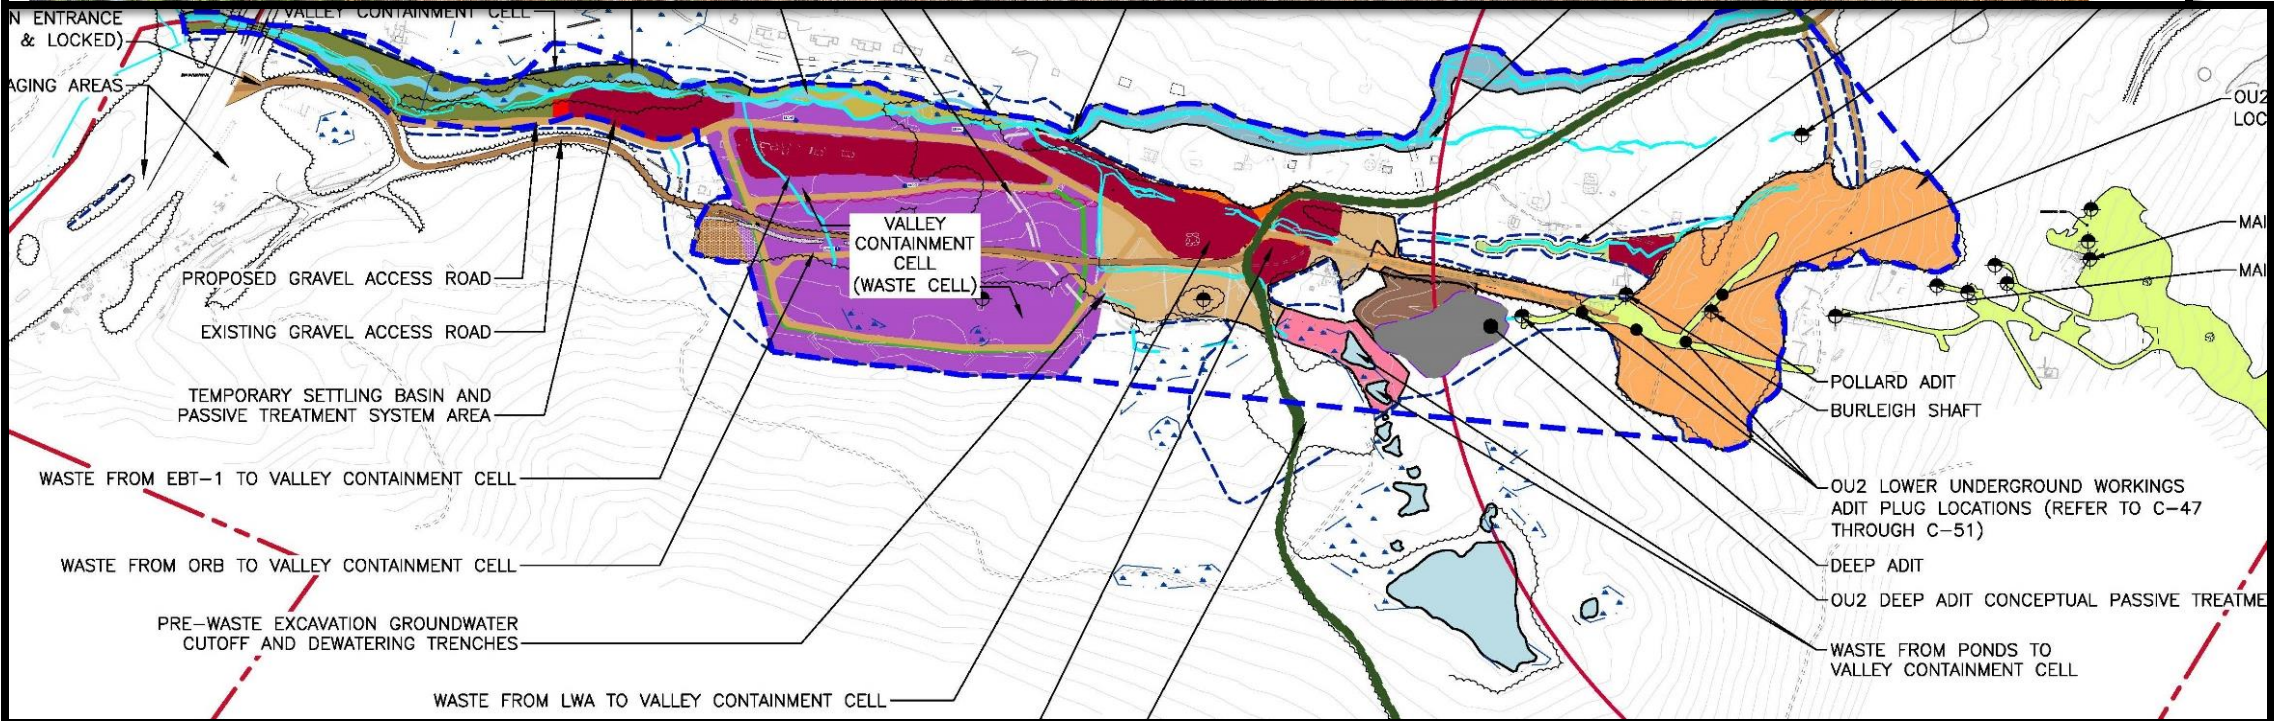 VALLEY CONTAINMENT CELL
N ENTRANCE
& LOCKED)
AGING AREAS
PROPOSED GRAVEL ACCESS ROAD
EXISTING GRAVEL ACCESS ROAD
TEMPORARY SETTLING BASIN AND
PASSIVE TREATMENT SYSTEM AREA
WASTE FROM EBT-1 TO VALLEY CONTAINMENT CELL
WASTE FROM ORB TO VALLEY CONTAINMENT CELL
PRE-WASTE EXCAVATION GROUNDWATER
CUTOFF AND DEWATERING TRENCHES
WASTE FROM LWA TO VALLEY CONTAINMENT CELL
VALLEY
CONTAINMENT
CELL
(WASTE CELL)
OU2
LOC
MAI
MAI
POLLARD ADIT
BURLEIGH SHAFT
OU2 LOWER UNDERGROUND WORKINGS
ADIT PLUG LOCATIONS (REFER TO C-47
THROUGH C-51)
DEEP ADIT
OU2 DEEP ADIT CONCEPTUAL PASSIVE TREATME
WASTE FROM PONDS TO
VALLEY CONTAINMENT CELL